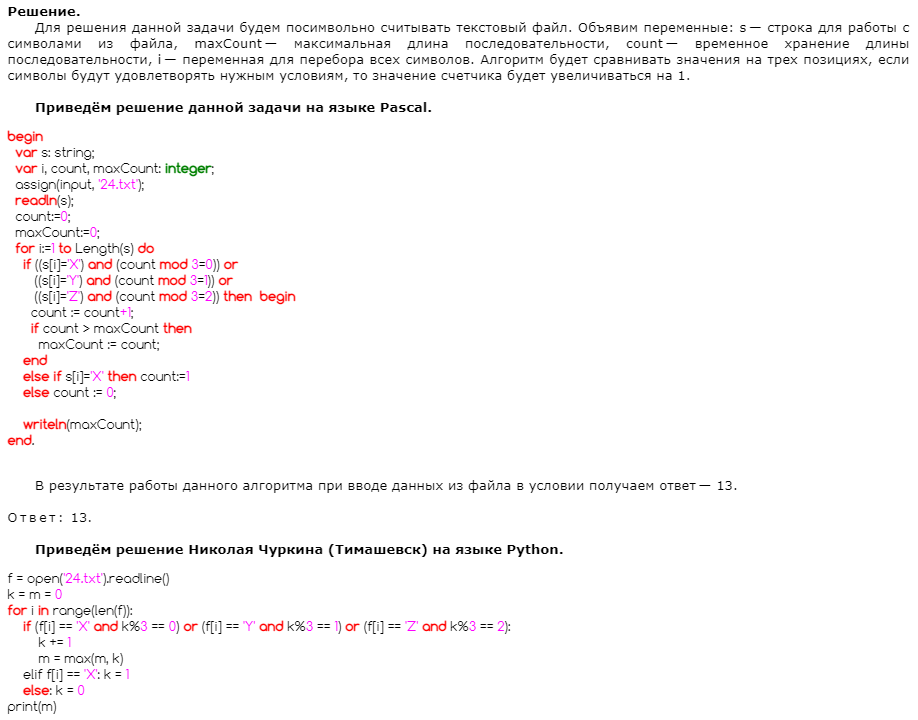 Решение.
Для решения данной задачи будем посимвольно считывать текстовый файл. Объявим переменные: s — строка для работы с
символами из файла, maxCount — максимальная длина последовательности, count — временное хранение длины
последовательности, i — переменная для перебора всех символов. Алгоритм будет сравнивать значения на трех позициях, если
символы будут удовлетворять нужным условиям, то значение счетчика будет увеличиваться на 1.
Приведём решение данной задачи на языке Pascal.
begin
var s: string;
var i, count, maxCount: integer;
assign(input, '24.txt');
readln(s);
count:=0;
maxCount:=0;
for i:=1 to Length(s) do
if ((s[i]='X') and (count mod 3=0)) or
((s[i]='Y') and (count mod 3=1)) or
((s[i]='Z') and (count mod 3=2)) then begin
count := count+1;
if count > maxCount then
maxCount := count;
end
else if s[i]='X' then count:=1
else count := 0;
writeln(maxCount);
end.
В результате работы данного алгоритма при вводе данных из файла в условии получаем ответ — 13.
Ответ: 13.
Приведём решение Николая Чуркина (Тимашевск) на языке Python.
f = open('24.txt').readline()
k = m = 0
for i in range(len(f)):
if (f[i] == 'X' and k%3 == 0) or (f[i] == 'Y' and k%3 == 1) or (f[i] == 'Z' and k%3 == 2):
k += 1
m = max(m, k)
elif f[i] == 'X': k = 1
else: k = 0
print(m)